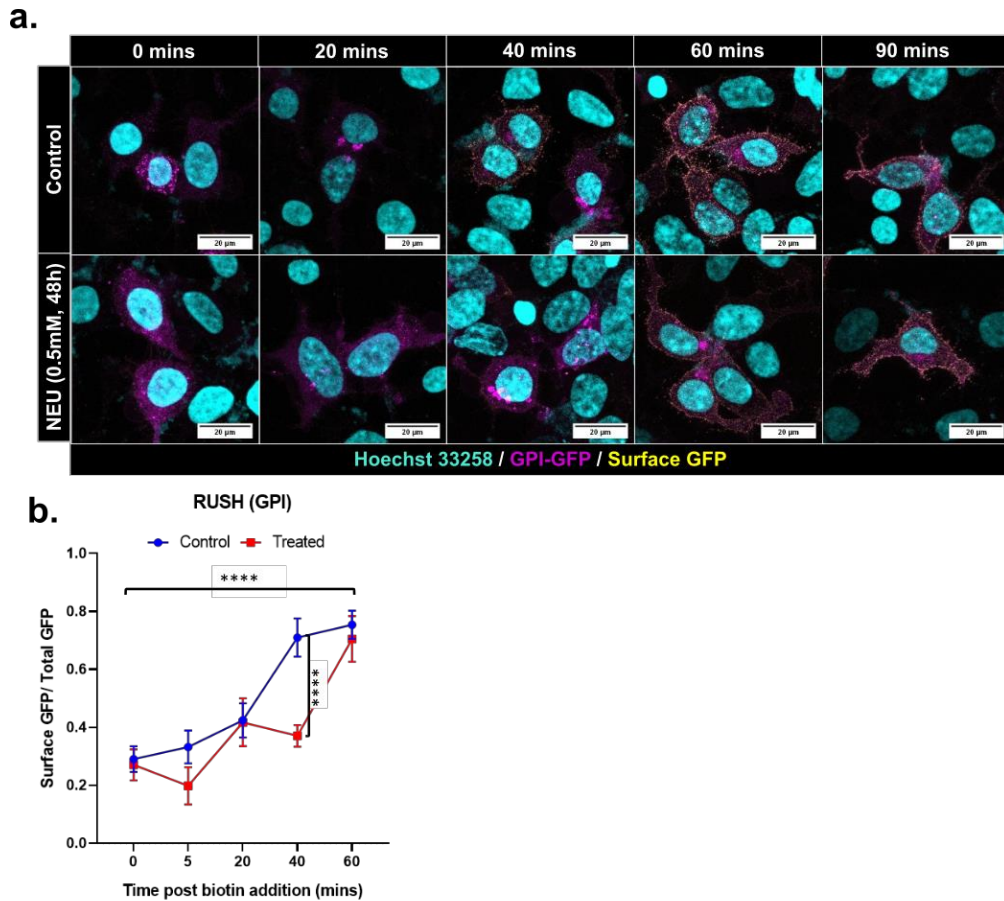 a.
0 mins
20 mins
40 mins
60 mins
90 mins
Control
20 µm
20 µm
20 µm
20 µm
20 µm
NEU (0.5mM, 48h)
20 µm
20 µm
20 µm
20 µm
20 µm
Hoechst 33258 / GPI-GFP / Surface GFP
b.
RUSH (GPI)
Control
Treated
Surface GFP/ Total GFP
1.0
0.8
0.6
0.4
0.2
0.0
****
****
0
5
20
40
60
Time post biotin addition (mins)